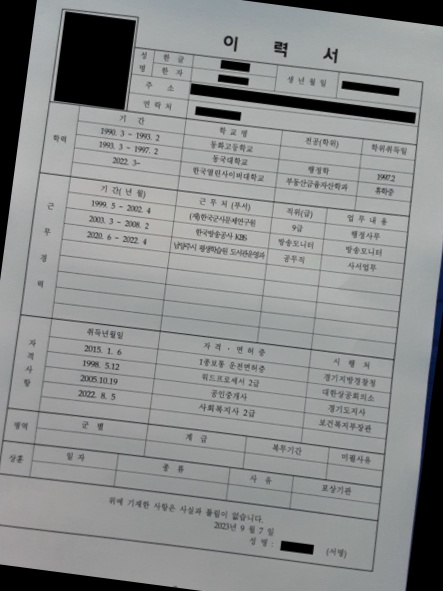 이 력 서
성명 한글 생년월일
한자
주 소
연락처
학력 기 간 학교명 전공(학위) 학위취득일
1990. 3 - 1993. 2 동화고등학교
1993. 3 - 1997. 2 동국대학교 행정학 1997.2
2022. 3- 한국열린사이버대학교 부동산금융자산학과 휴학중
근무경력 기 간( 년 월) 근 무 처 (부서) 직위(급) 업 무 내 용
1999. 5 - 2002. 4 (재)한국군사문제연구원 9급 행정사무
2003. 3 - 2008. 2 한국방송공사 KBS 방송모니터 방송모니터
2020. 6 - 2022. 4 남양주시 평생학습원 도서관운영과 공무직 사서업무
자격사항 취득년월일 자 격 · 면 허 증 시 행 처
2015. 1. 6 1종보통 운전면허증 경기지방경찰청
1998. 5.12 워드프로세서 2급 대한상공회의소
2005.10.19 공인중개사 경기도지사
2022. 8. 5 사회복지사 2급 보건복지부장관
병역 군 별 계 급 복무기간 미필사유
상훈 일 자 종 류 사 유 포상기관
위에 기재한 사항은 사실과 틀림이 없습니다.
2023년 9 월 7 일
성 명 : (서명)